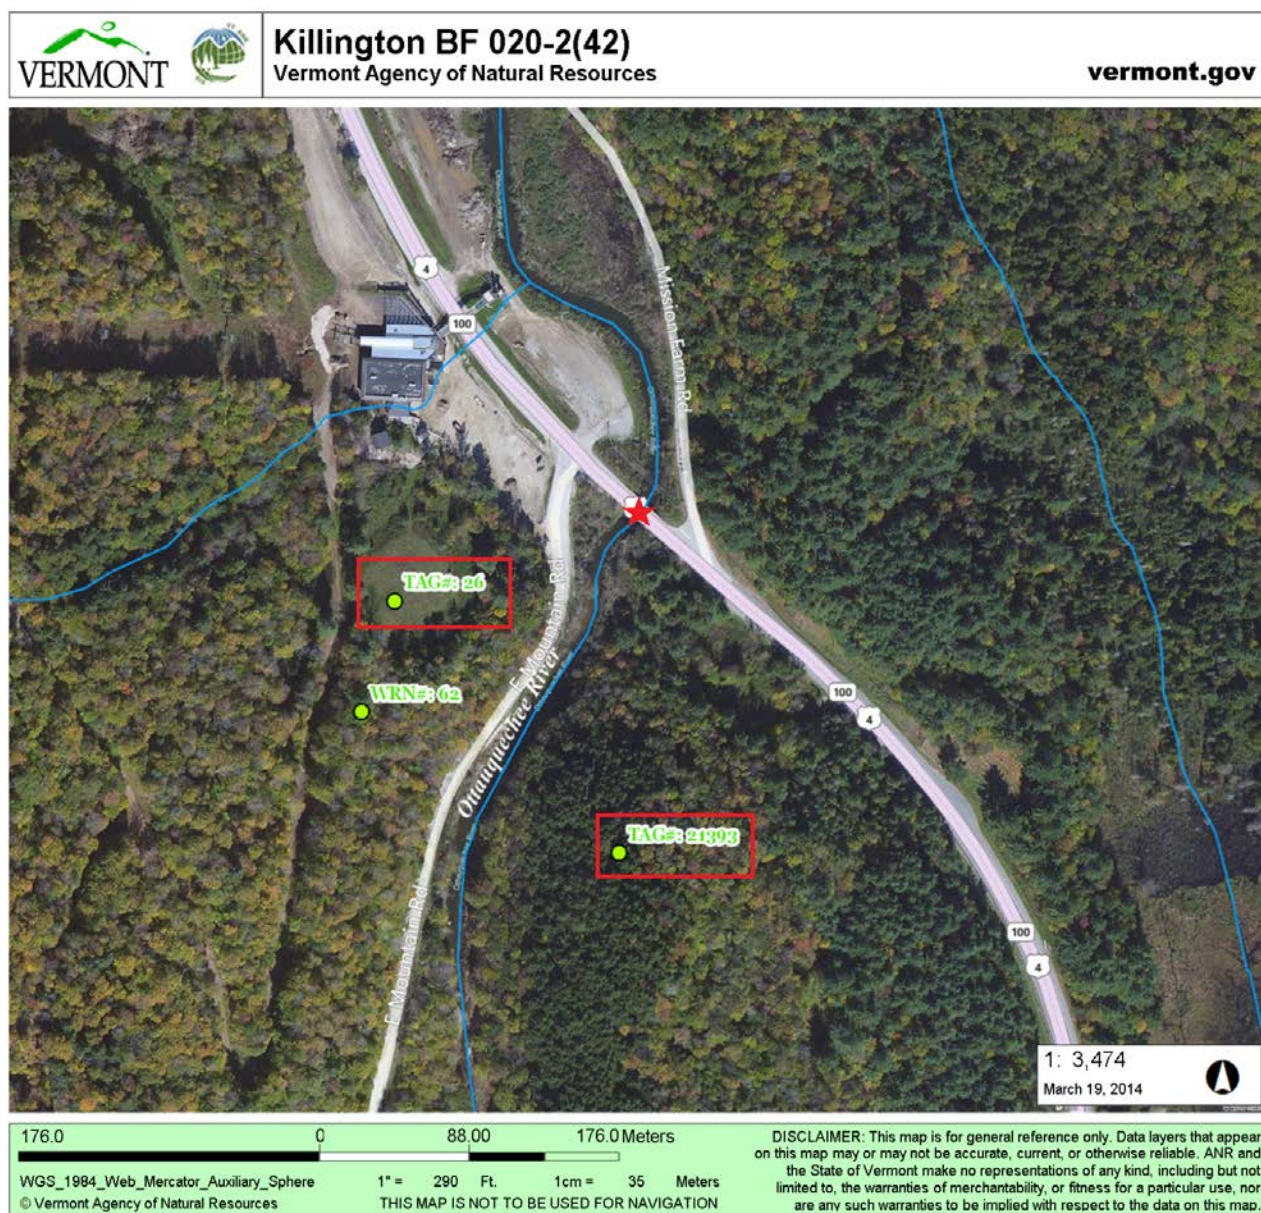 VERMONT
Killington BF 020-2(42)
Vermont Agency of Natural Resources
vermont.gov
4
100
Mission Farm Rd
TAG#: 26
E Mountain Rd
WRN#: 62
Ottauquechee River
100
4
TAG#: 21393
E Mountain Rd
100
4
1: 3,474
March 19, 2014
176.0
0
88.00
176.0 Meters
WGS_1984_Web_Mercator_Auxiliary_Sphere
1" = 290 Ft. 1cm = 35 Meters
© Vermont Agency of Natural Resources
THIS MAP IS NOT TO BE USED FOR NAVIGATION
DISCLAIMER: This map is for general reference only. Data layers that appear
on this map may or may not be accurate, current, or otherwise reliable. ANR and
the State of Vermont make no representations of any kind, including but not
limited to, the warranties of merchantability, or fitness for a particular use, nor
are any such warranties to be implied with respect to the data on this map.